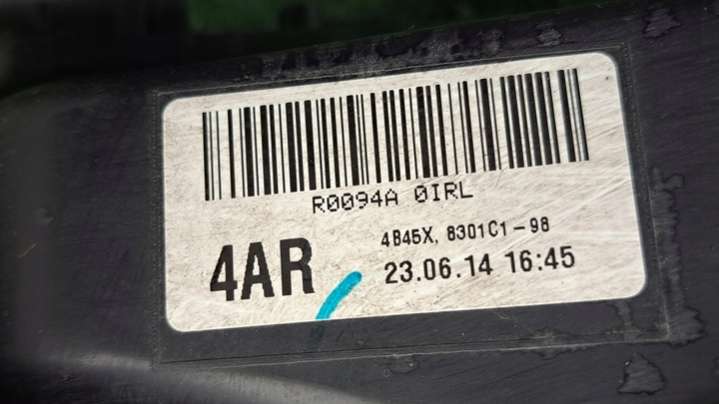 R0094A 0IRL
4AR
4B45X, 8301C1-98
23.06.14 16:45